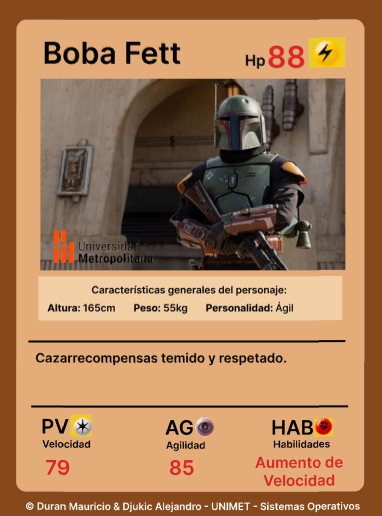 Boba Fett
Hp 88
Universidad
Metropolitana
Características generales del personaje:
Altura: 165cm Peso: 55kg Personalidad: Ágil
Cazarrecompensas temido y respetado.
PV AG HAB
Velocidad Agilidad Habilidades
79 85 Aumento de
Velocidad
© Duran Mauricio & Djukic Alejandro - UNIMET - Sistemas Operativos